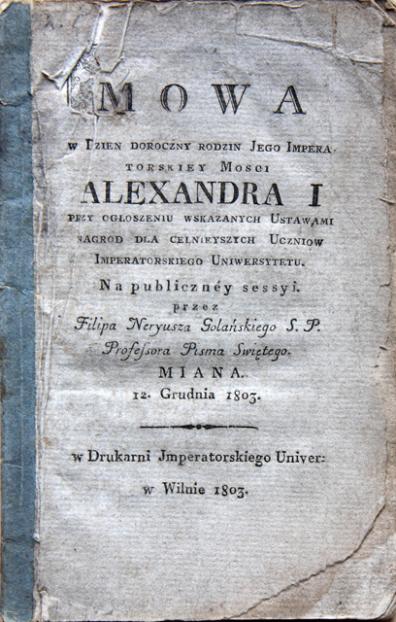 MOWA
W DZIEN DOROCZNY RODZIN JEGO IMPERA,
TORSKIEY MOSCI
ALEXANDRA I
PRZY OGŁOSZENIU WSKAZANYCH USTAWAMI
NAGROD DLA CELNIEYSZYCH UCZNIOW
IMPERATORSKIEGO UNIWERSYTETU.
Na publicznéy sessyi.
przez
Filipa Neryusza Golańskiego S. P.
Profeſsora Pisma Swiętego.
MIANA.
12. Grudnia 1803.
w Drukarni Jmperatorskiego Univer:
w Wilnie 1803.